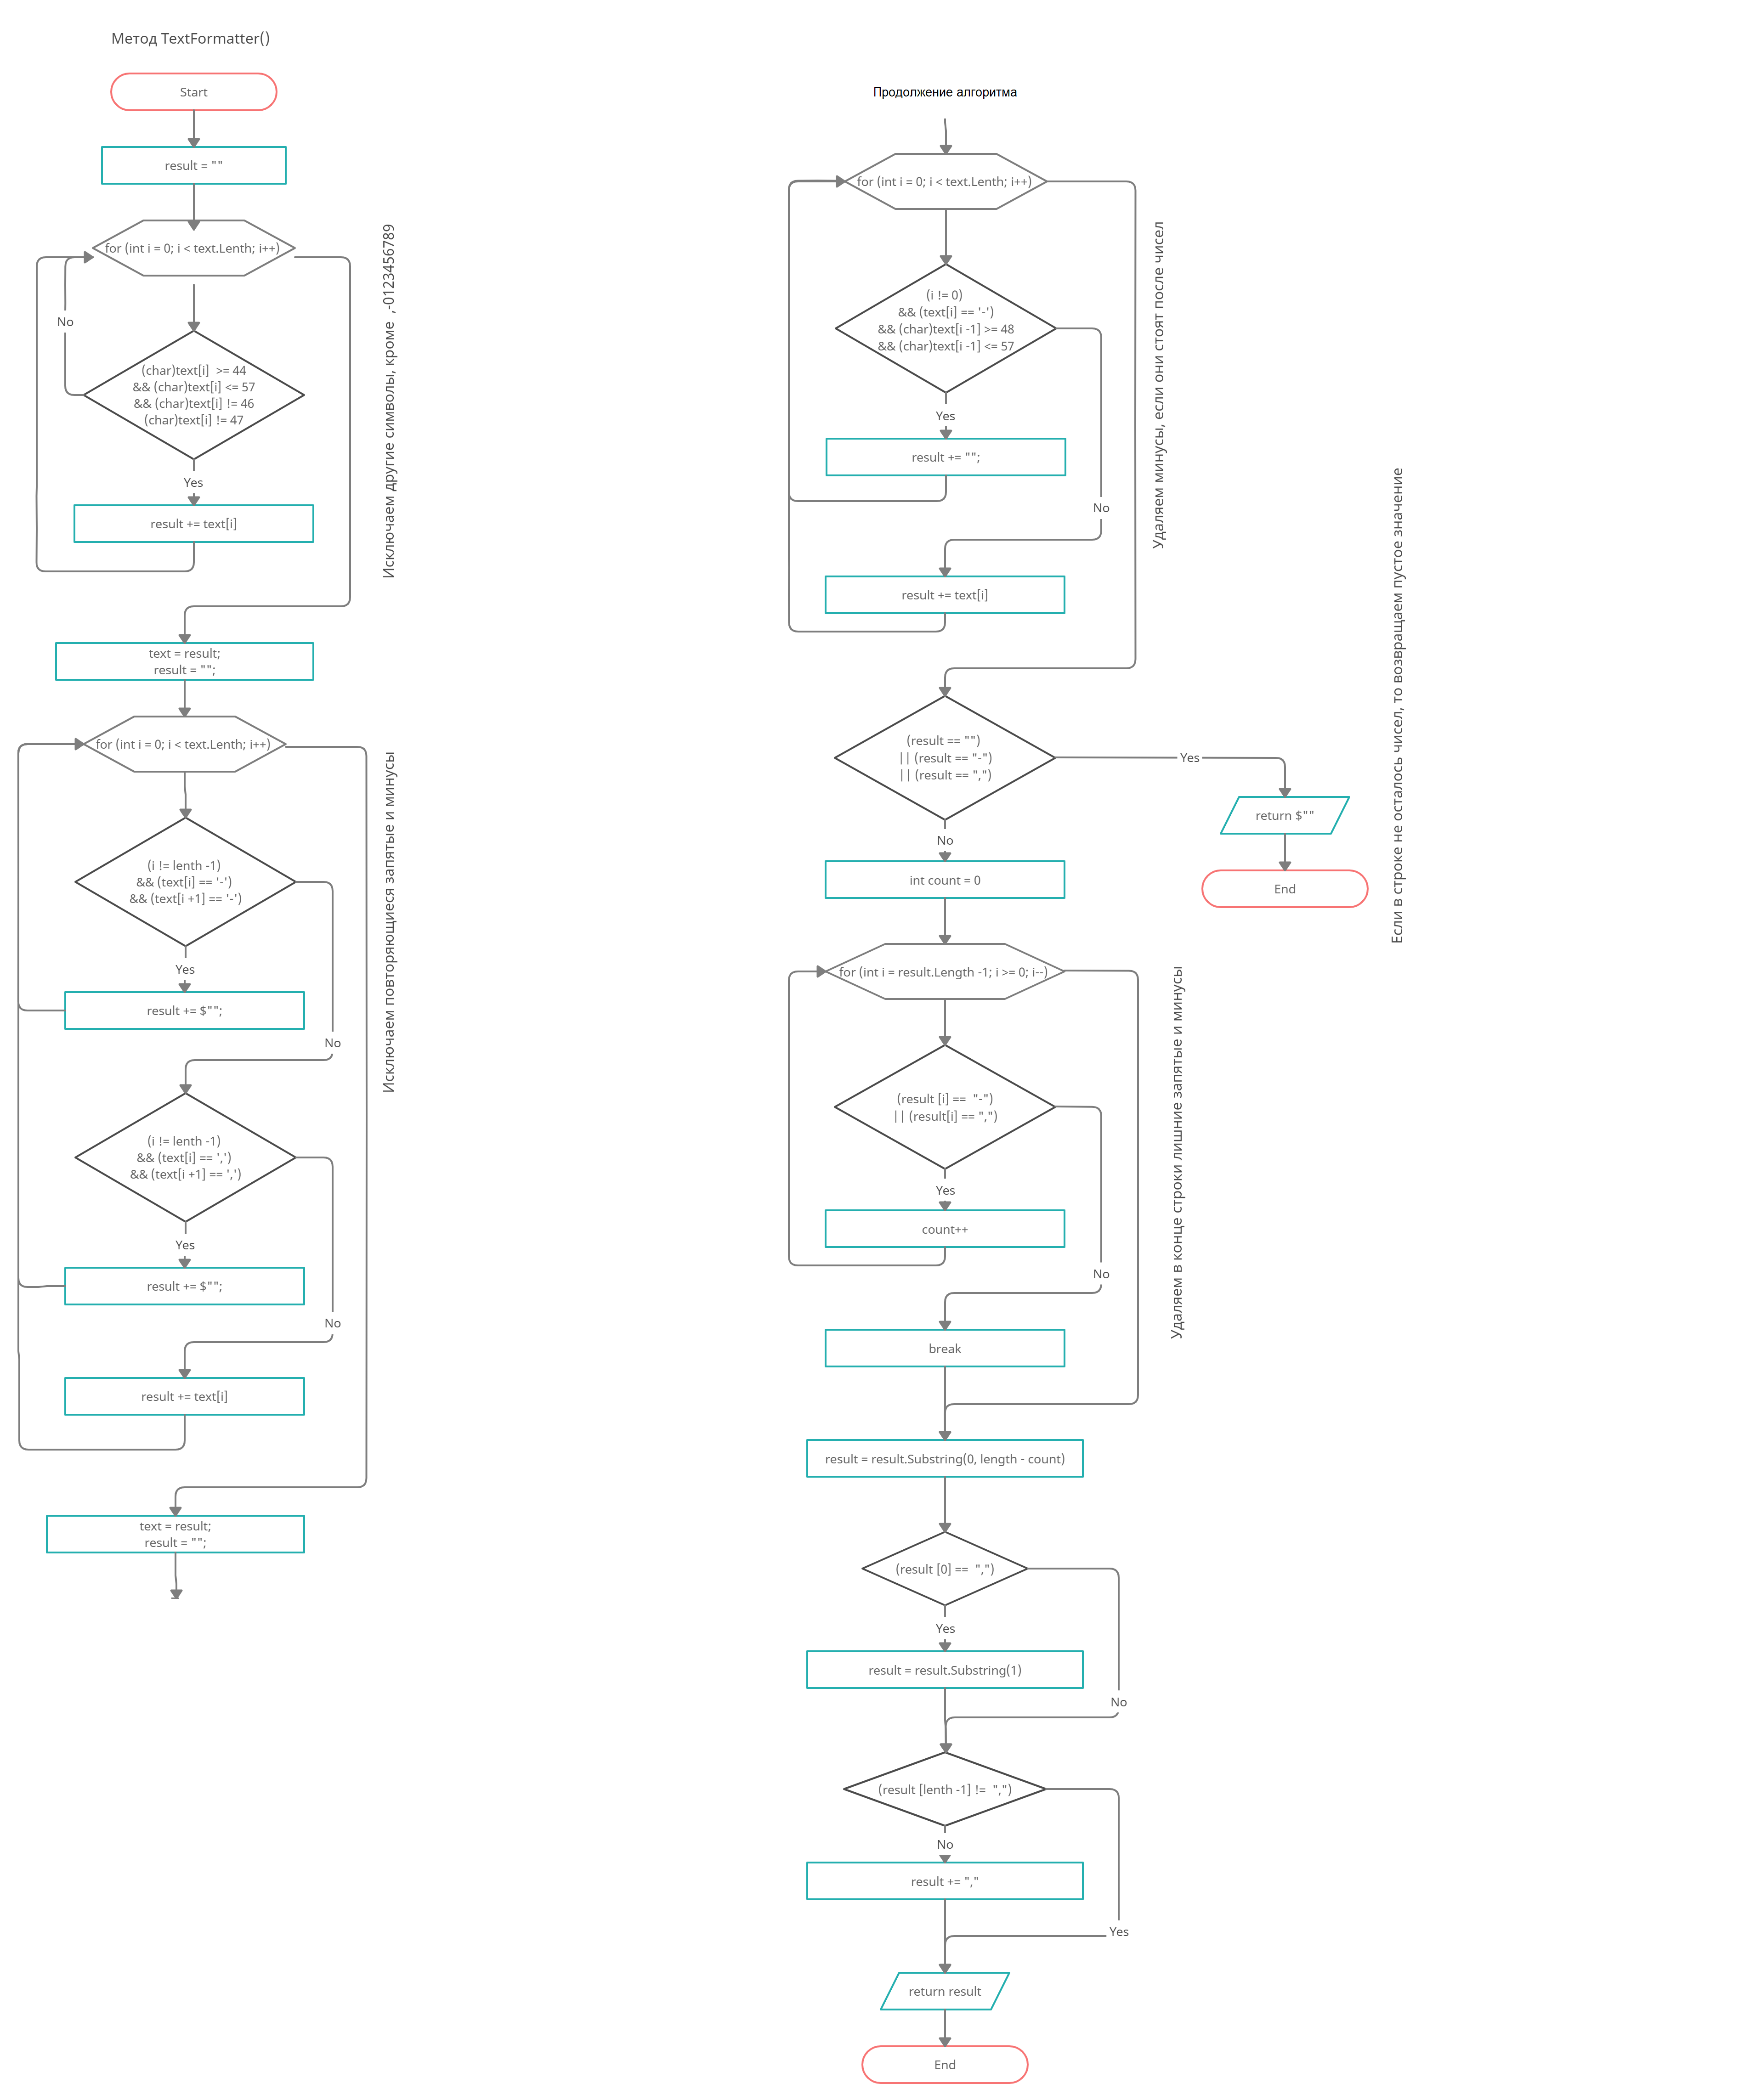 Метод TextFormatter()
Start
result = ""
for (int i = 0; i < text.Lenth; i++)
No
(char)text[i]  >= 44
&& (char)text[i] <= 57
&& (char)text[i] != 46
(char)text[i] != 47
Yes
result += text[i]
Исключаем другие символы, кроме  ,-0123456789
text = result;
result = "";
for (int i = 0; i < text.Lenth; i++)
(i != lenth -1)
&& (text[i] == '-')
&& (text[i +1] == '-')
Yes
result += $"";
No
(i != lenth -1)
&& (text[i] == ',')
&& (text[i +1] == ',')
Yes
result += $"";
No
result += text[i]
Исключаем повторяющиеся запятые и минусы
text = result;
result = "";
Продолжение алгоритма
for (int i = 0; i < text.Lenth; i++)
(i != 0)
&& (text[i] == '-')
&& (char)text[i -1] >= 48
&& (char)text[i -1] <= 57
Yes
result += "";
No
result += text[i]
Удаляем минусы, если они стоят после чисел
(result == "")
|| (result == "-")
|| (result == ",")
Yes
return $""
End
Если в строке не осталось чисел, то возвращаем пустое значение
No
int count = 0
for (int i = result.Length -1; i >= 0; i--)
(result [i] ==  "-")
|| (result[i] == ",")
Yes
count++
No
break
Удаляем в конце строки лишние запятые и минусы
result = result.Substring(0, length - count)
(result [0] ==  ",")
Yes
result = result.Substring(1)
No
(result [lenth -1] !=  ",")
No
result += ","
Yes
return result
End